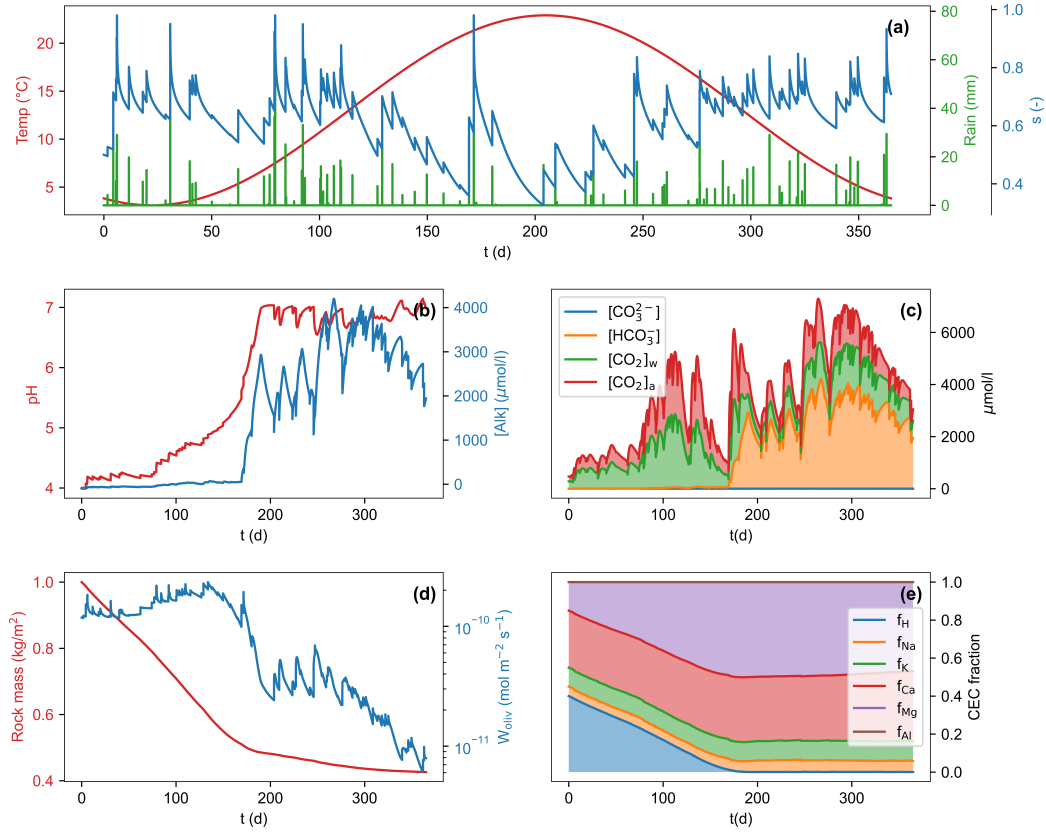 (a)
Temp (°C)
20
15
10
5
80
60
40
20
0
Rain (mm)
1.0
0.8
0.6
0.4
s (-)
0
50
100
150
200
250
300
350
t (d)
(b)
pH
7
6
5
4
4000
3000
2000
1000
0
[Alk] (μmol/l)
0
100
200
300
t (d)
(c)
[CO₃²⁻]
[HCO₃⁻]
[CO₂]w
[CO₂]a
6000
4000
2000
0
μmol/l
0
100
200
300
t(d)
(d)
Rock mass (kg/m²)
1.0
0.8
0.6
0.4
10⁻¹⁰
10⁻¹¹
W_oliv (mol m⁻² s⁻¹)
0
100
200
300
t (d)
(e)
f_H
f_Na
f_K
f_Ca
f_Mg
f_Al
1.0
0.8
0.6
0.4
0.2
0.0
CEC fraction
0
100
200
300
t(d)